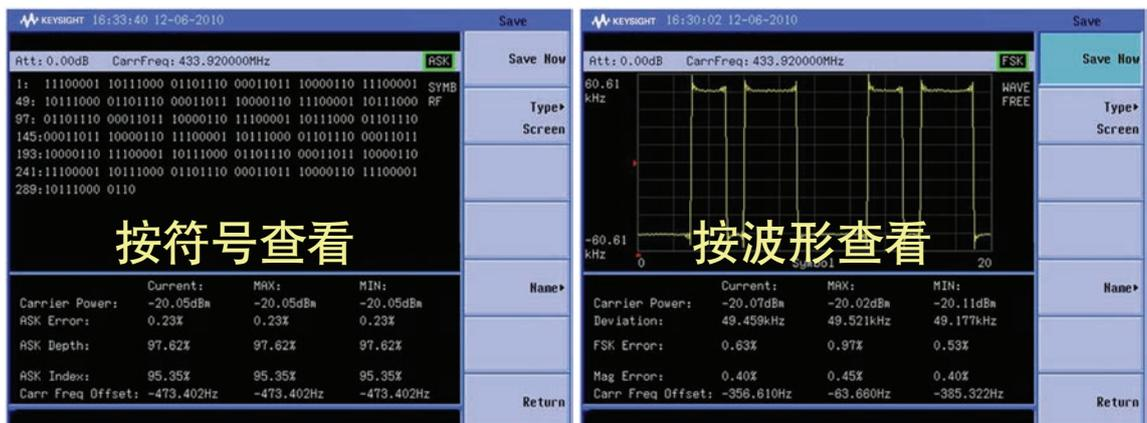 KEYSIGHT 16:33:40 12-06-2010
Save
Att: 0.00dB CarrFreq: 433.920000MHz ASK
1: 11100001 10111000 01101110 00011011 10000110 11100001 SYMB
49: 10111000 01101110 00011011 10000110 11100001 10111000 RF
97: 01101110 00011011 10000110 11100001 10111000 01101110
145:00011011 10000110 11100001 10111000 01101110 00011011
193:10000110 11100001 10111000 01101110 00011011 10000110
241:11100001 10111000 01101110 00011011 10000110 11100001
289:10111000 0110
按符号查看
Current: MAX: MIN:
Carrier Power: -20.05dBm -20.05dBm -20.05dBm
ASK Error: 0.23% 0.23% 0.23%
ASK Depth: 97.62% 97.62% 97.62%
ASK Index: 95.35% 95.35% 95.35%
Carr Freq Offset: -473.402Hz -473.402Hz -473.402Hz
Save Now
Type
Screen
Name
Return
KEYSIGHT 16:30:02 12-06-2010
Save
Att: 0.00dB CarrFreq: 433.920000MHz FSK
60.61
kHz
WAVE
FREE
按波形查看
-60.61
kHz
0 Symbol 20
Current: MAX: MIN:
Carrier Power: -20.07dBm -20.02dBm -20.11dBm
Deviation: 49.459kHz 49.521kHz 49.177kHz
FSK Error: 0.63% 0.97% 0.53%
Mag Error: 0.40% 0.45% 0.40%
Carr Freq Offset: -356.610Hz -63.660Hz -385.322Hz
Save Now
Type
Screen
Name
Return